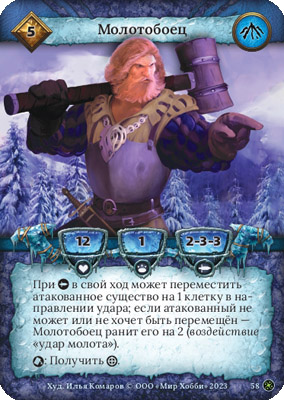 5
Молотобоец
12
1
2-3-3
При в свой ход может переместить
атакованное существо на 1 клетку в на-
правлении удара; если атакованный не
может или не хочет быть перемещён —
Молотобоец ранит его на 2 (воздействие
«удар молота»).
: Получить .
Худ. Илья Комаров © ООО «Мир Хобби» 2023
58